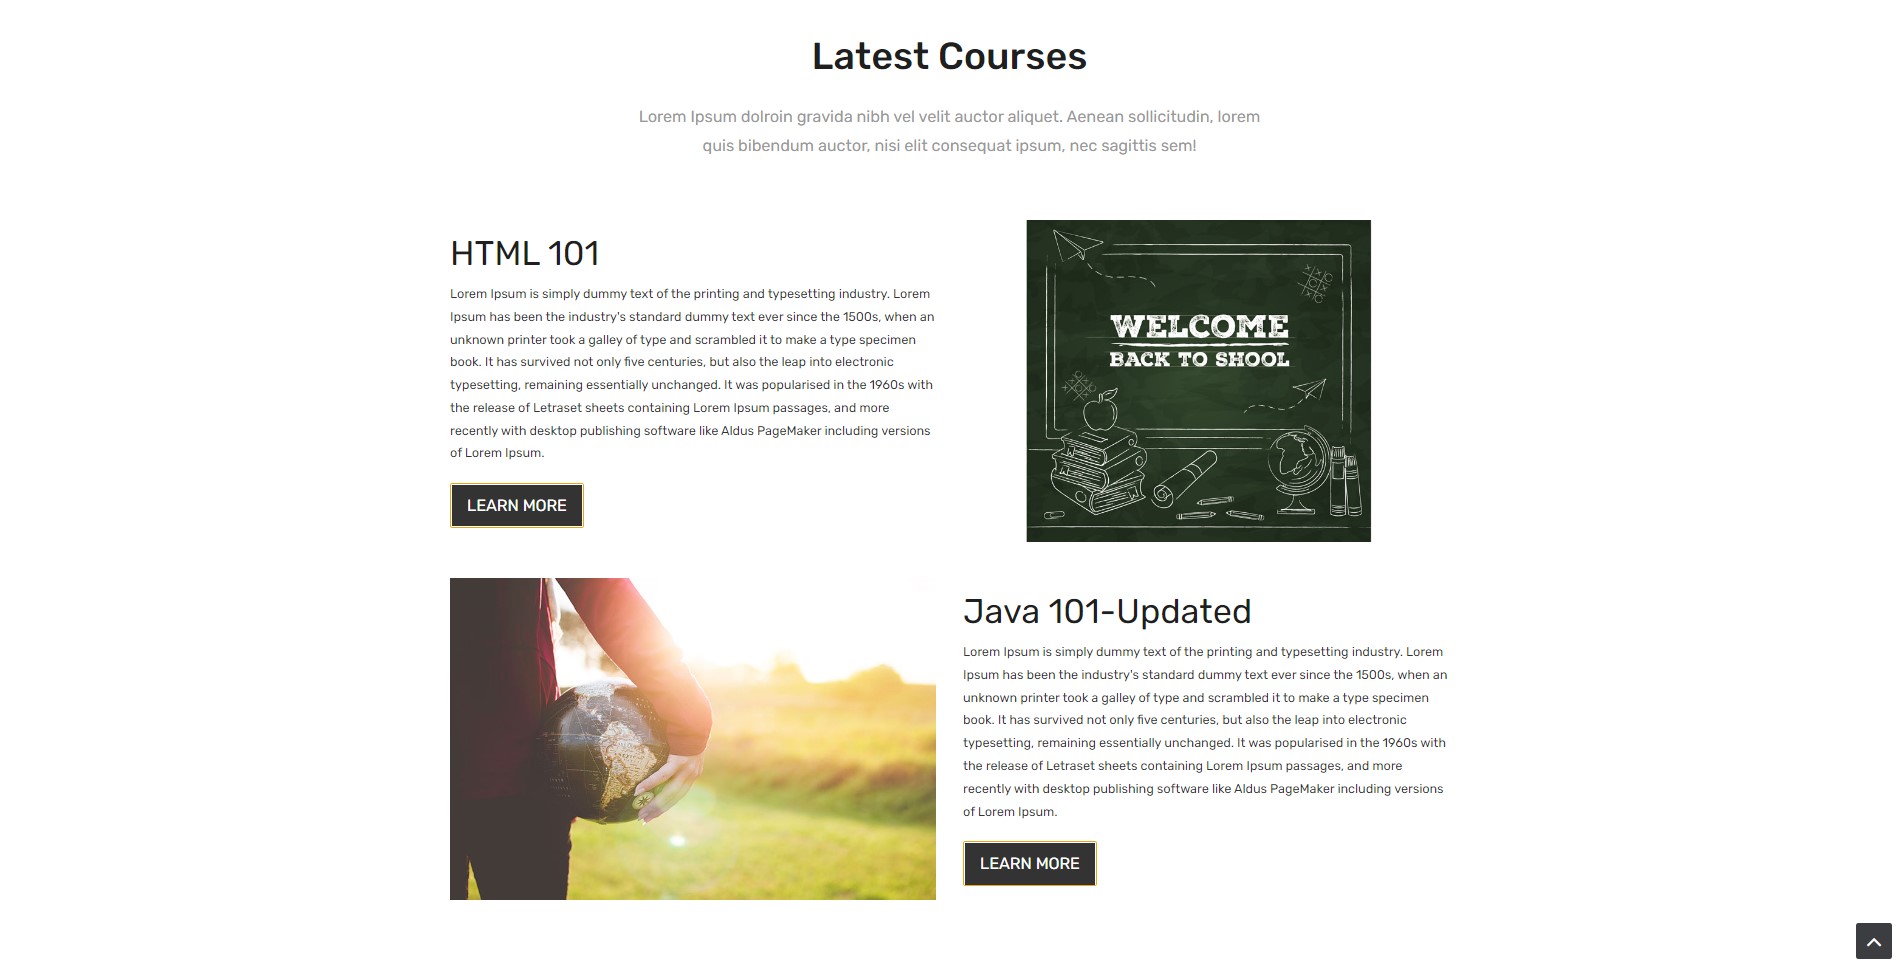 Latest Courses
Lorem Ipsum dolroin gravida nibh vel velit auctor aliquet. Aenean sollicitudin, lorem
quis bibendum auctor, nisi elit consequat ipsum, nec sagittis sem!
HTML 101
Lorem Ipsum is simply dummy text of the printing and typesetting industry. Lorem
Ipsum has been the industry's standard dummy text ever since the 1500s, when an
unknown printer took a galley of type and scrambled it to make a type specimen
book. It has survived not only five centuries, but also the leap into electronic
typesetting, remaining essentially unchanged. It was popularised in the 1960s with
the release of Letraset sheets containing Lorem Ipsum passages, and more
recently with desktop publishing software like Aldus PageMaker including versions
of Lorem Ipsum.
LEARN MORE
WELCOME
BACK TO SHOOL
Java 101-Updated
Lorem Ipsum is simply dummy text of the printing and typesetting industry. Lorem
Ipsum has been the industry's standard dummy text ever since the 1500s, when an
unknown printer took a galley of type and scrambled it to make a type specimen
book. It has survived not only five centuries, but also the leap into electronic
typesetting, remaining essentially unchanged. It was popularised in the 1960s with
the release of Letraset sheets containing Lorem Ipsum passages, and more
recently with desktop publishing software like Aldus PageMaker including versions
of Lorem Ipsum.
LEARN MORE